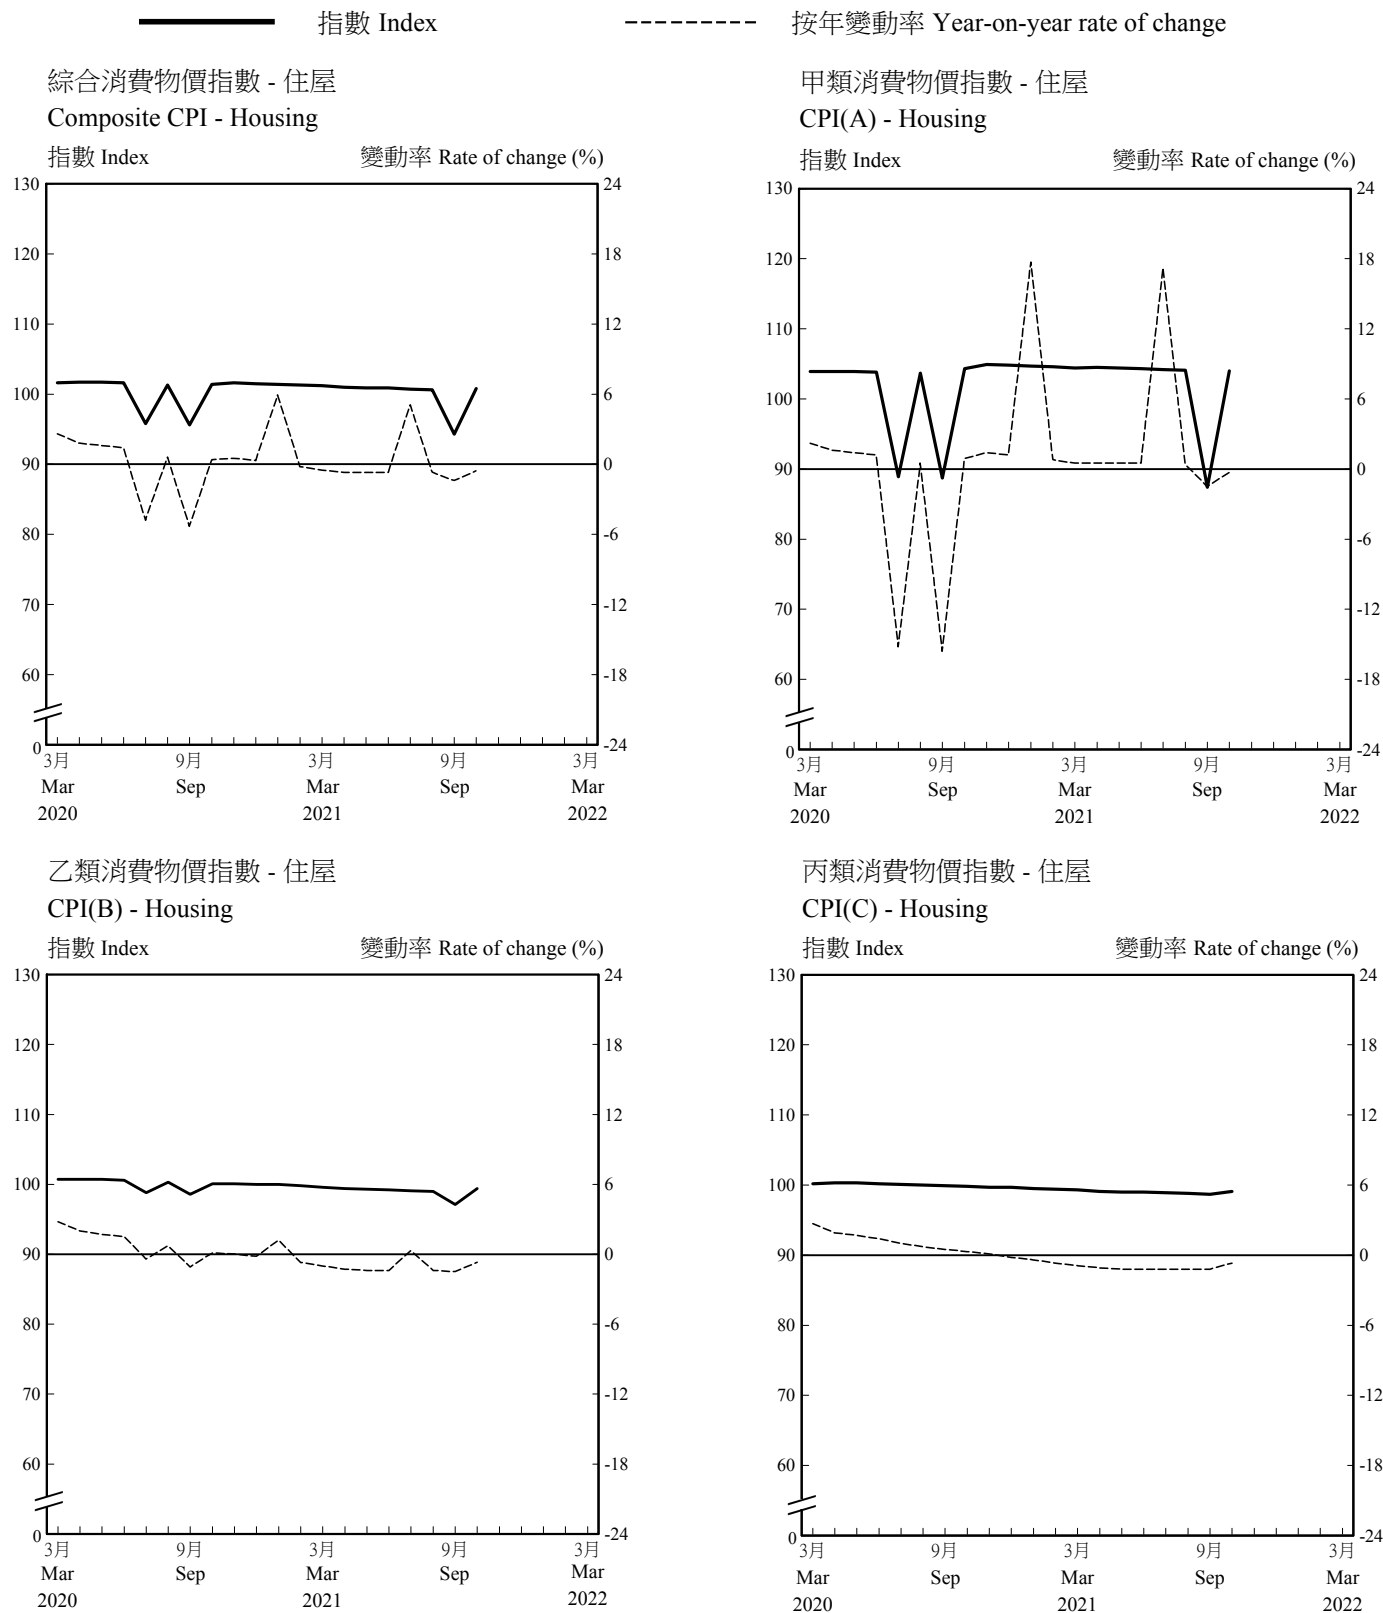 指數 Index 按年變動率 Year-on-year rate of change
綜合消費物價指數 - 住屋
Composite CPI - Housing
指數 Index 變動率 Rate of change (%)
130 24
120 18
110 12
100 6
90 0
80 -6
70 -12
60 -18
0 -24
3月 9月 3月 9月 3月
Mar Sep Mar Sep Mar
2020 2021 2022
甲類消費物價指數 - 住屋
CPI(A) - Housing
指數 Index 變動率 Rate of change (%)
130 24
120 18
110 12
100 6
90 0
80 -6
70 -12
60 -18
0 -24
3月 9月 3月 9月 3月
Mar Sep Mar Sep Mar
2020 2021 2022
乙類消費物價指數 - 住屋
CPI(B) - Housing
指數 Index 變動率 Rate of change (%)
130 24
120 18
110 12
100 6
90 0
80 -6
70 -12
60 -18
0 -24
3月 9月 3月 9月 3月
Mar Sep Mar Sep Mar
2020 2021 2022
丙類消費物價指數 - 住屋
CPI(C) - Housing
指數 Index 變動率 Rate of change (%)
130 24
120 18
110 12
100 6
90 0
80 -6
70 -12
60 -18
0 -24
3月 9月 3月 9月 3月
Mar Sep Mar Sep Mar
2020 2021 2022